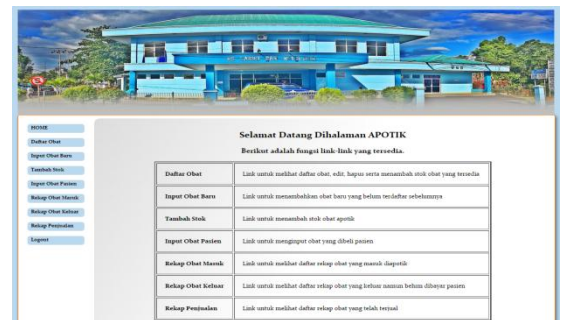 HOME
Daftar Obat
Input Obat Baru
Tambah Stok
Input Obat Pasien
Rekap Obat Masuk
Rekap Obat Keluar
Rekap Penjualan
Logout
Selamat Datang Dihalaman APOTIK
Berikut adalah fungsi link-link yang tersedia.
Daftar Obat Link untuk melihat daftar obat, edit, hapus serta menambah stok obat yang tersedia
Input Obat Baru Link untuk menambahkan obat baru yang belum terdaftar sebelumnya
Tambah Stok Link untuk menambah stok obat apotik
Input Obat Pasien Link untuk menginput obat yang dibeli pasien
Rekap Obat Masuk Link untuk melihat daftar rekap obat yang masuk diapotik
Rekap Obat Keluar Link untuk melihat daftar rekap obat yang keluar namun belum dibayar pasien
Rekap Penjualan Link untuk melihat daftar rekap obat yang telah terjual